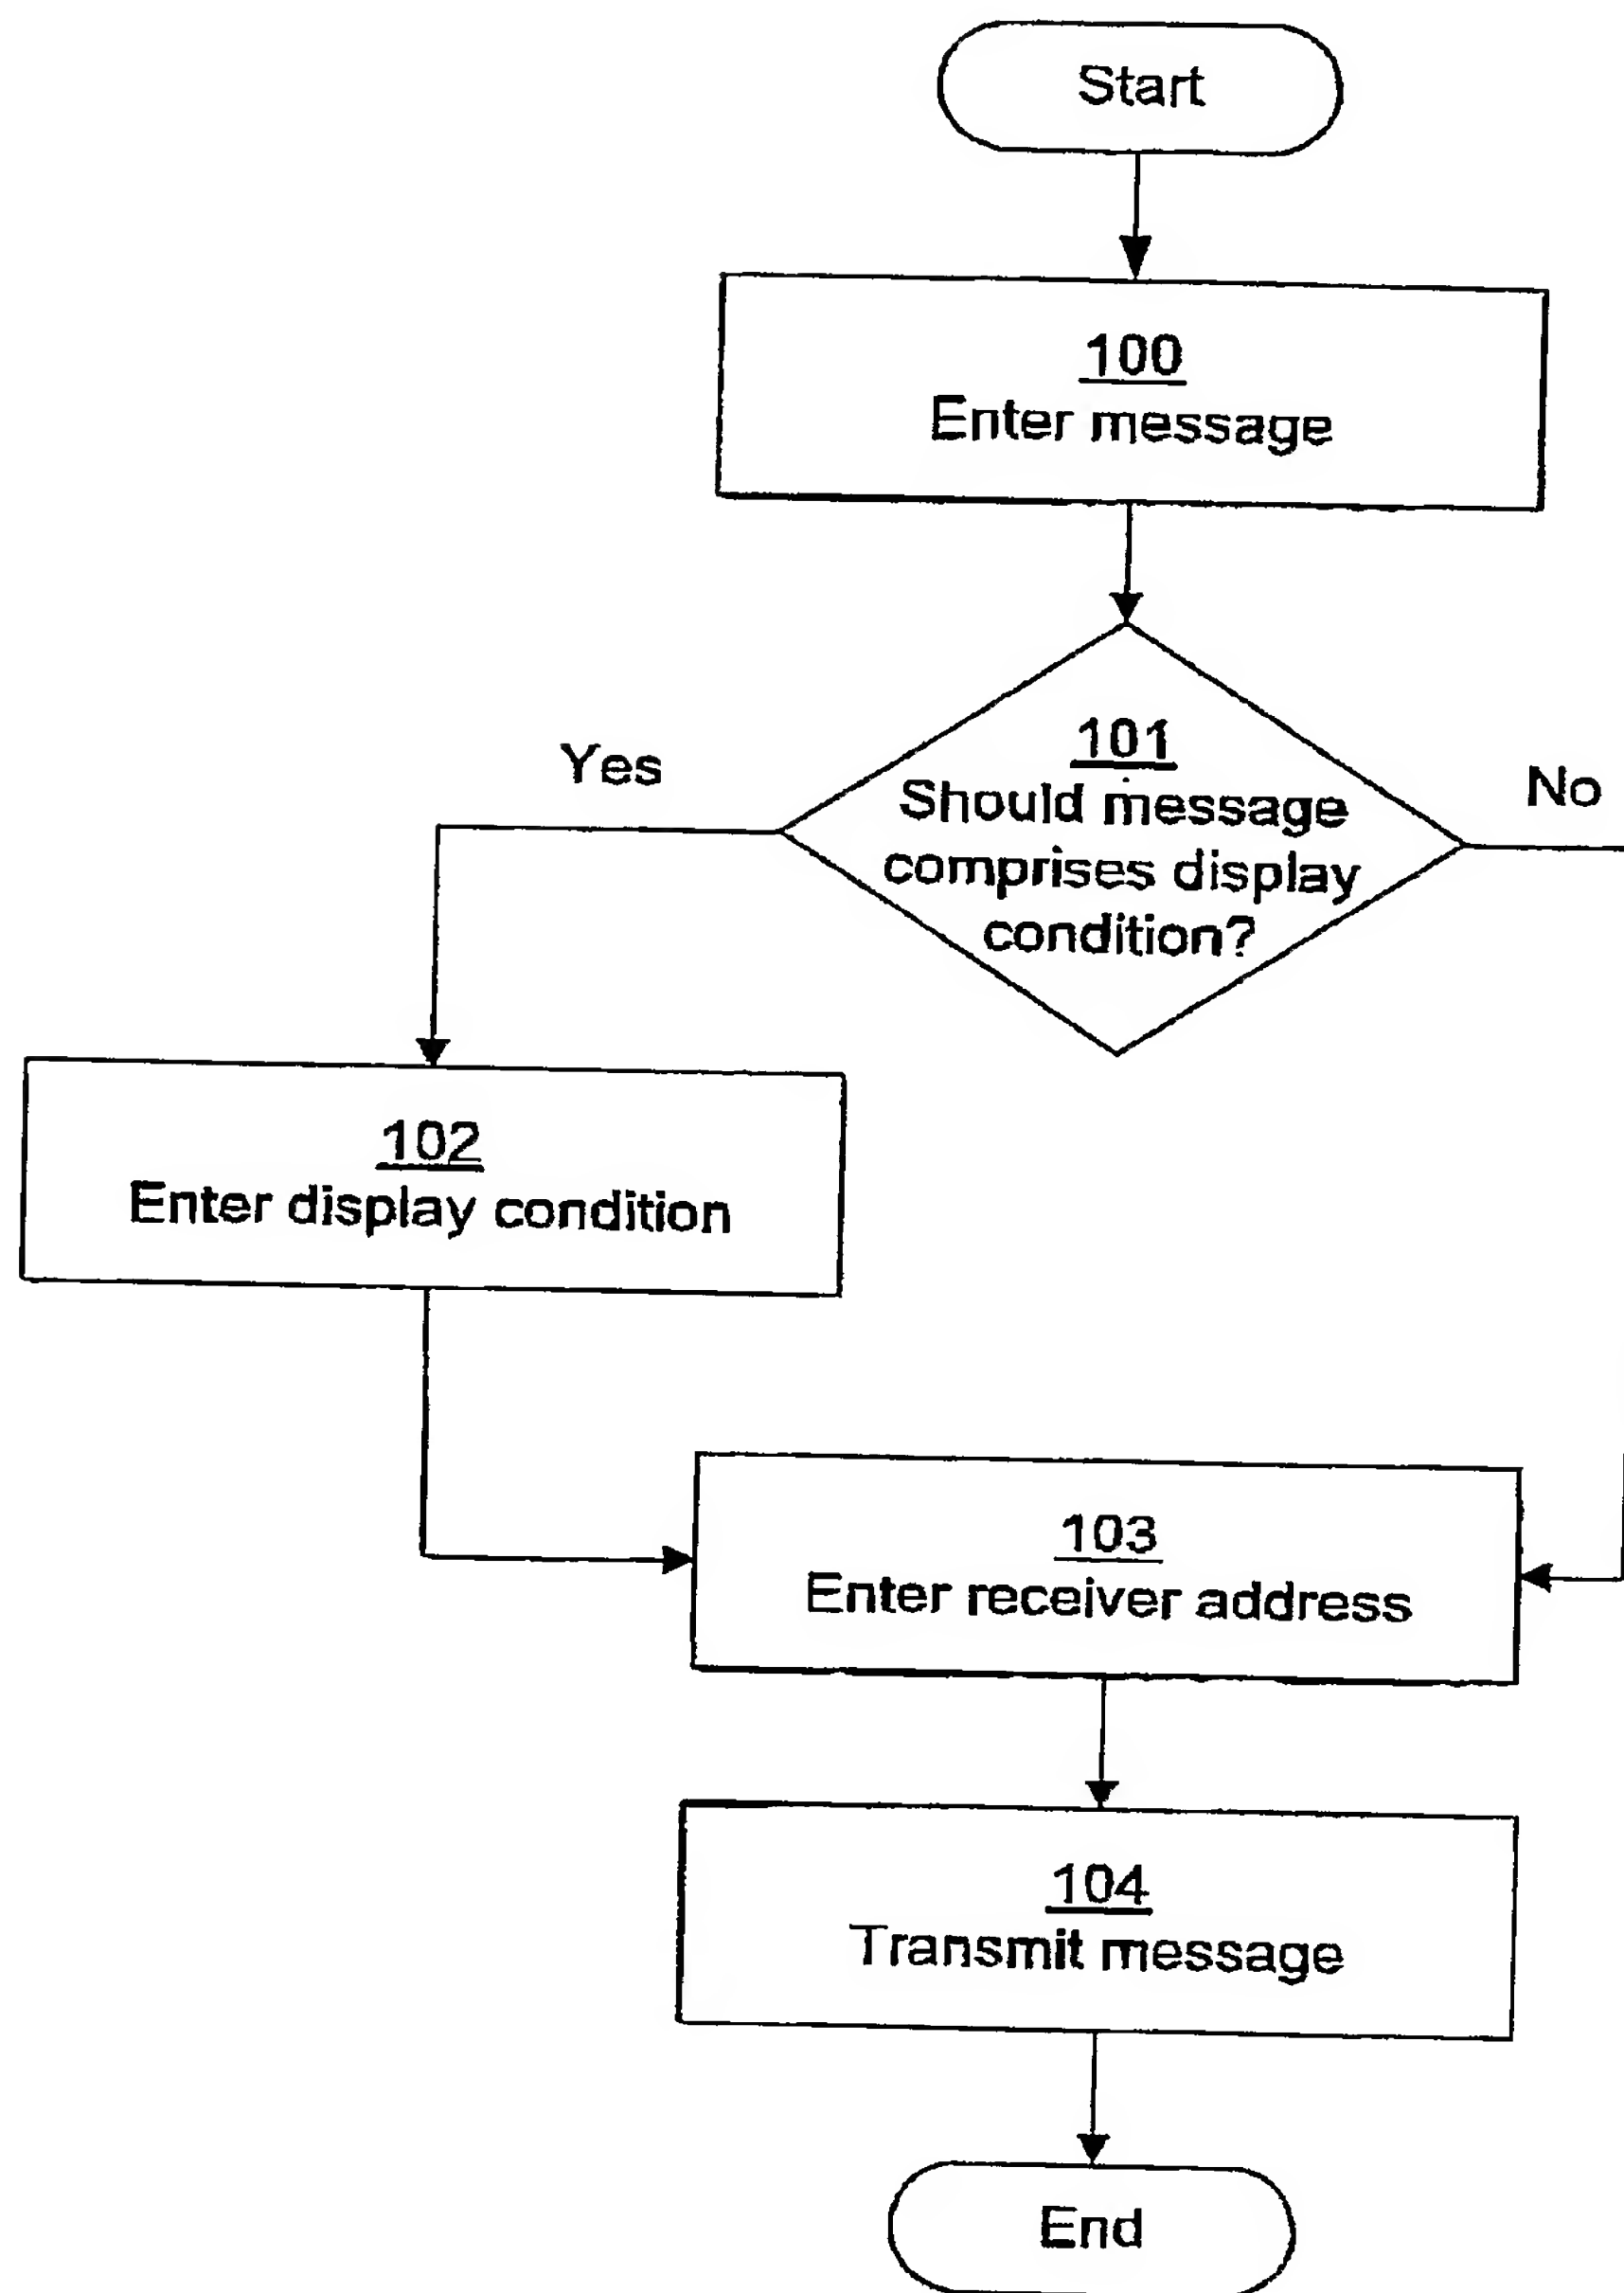 Start
100
Enter message
101
Should message
comprises display
condition?
Yes
No
102
Enter display condition
103
Enter receiver address
104
Transmit message
End